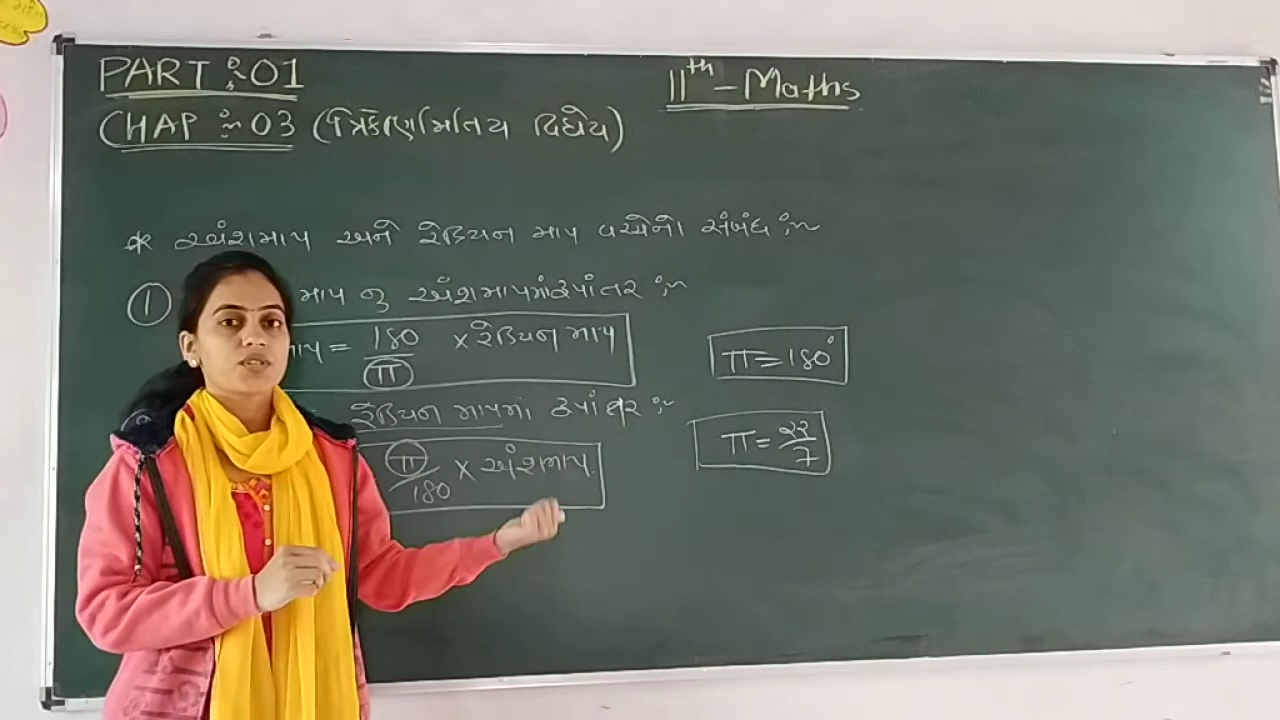 PART : 01
11th - Maths
CHAP : 03 (ત્રિકોણમિતિય વિધેય)
* અંશમાપ અને રેડિયન માપ વચ્ચેનો સંબંધ :
① માપ નુ અંશમાપમાં રૂપાંતર :
માપ = 180/π × રેડિયન માપ
π = 180°
રેડિયન માપમાં રૂપાંતર :
π/180 × અંશમાપ
π = 22/7